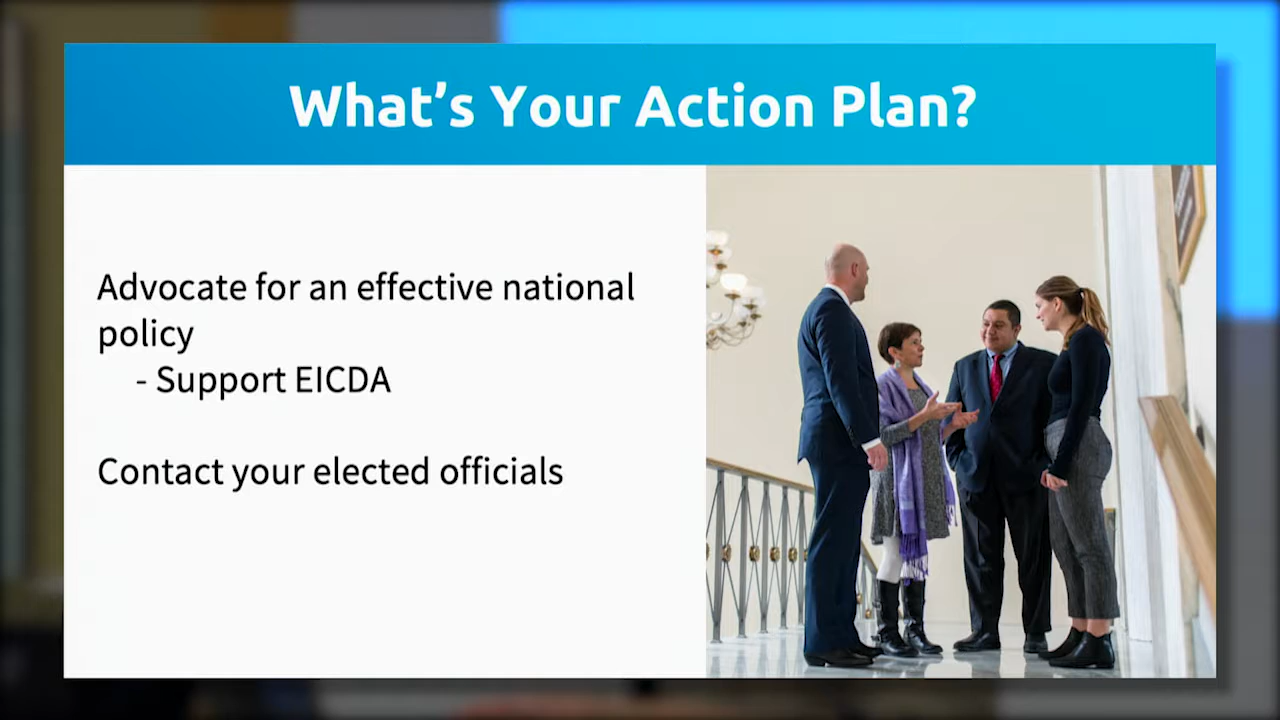 What's Your Action Plan?
Advocate for an effective national
policy
- Support EICDA
Contact your elected officials